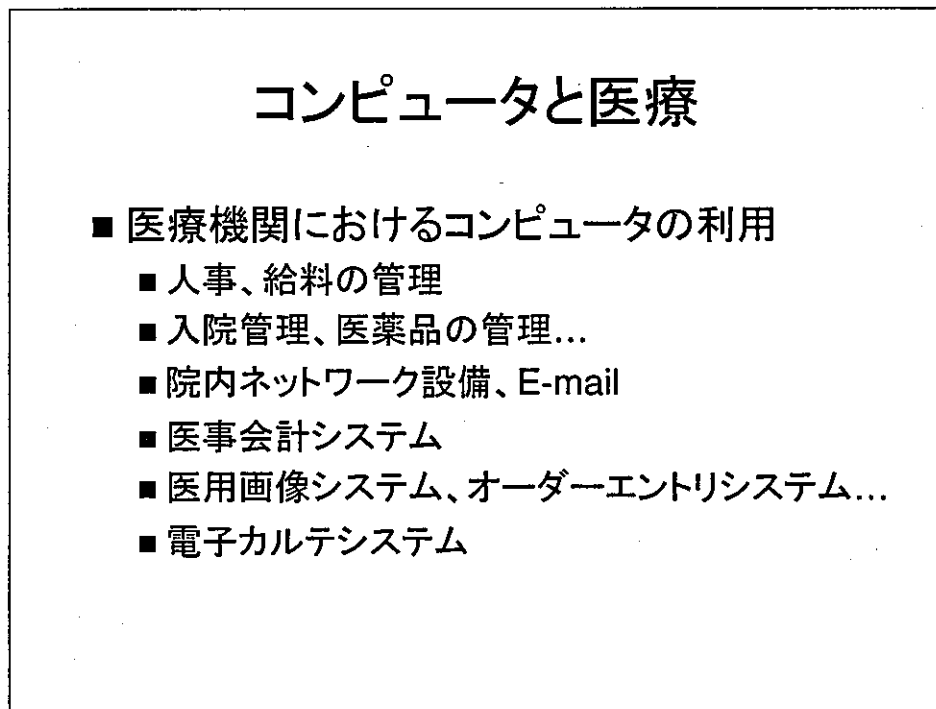 コンピュータと医療
■ 医療機関におけるコンピュータの利用
■ 人事、給料の管理
■ 入院管理、医薬品の管理...
■ 院内ネットワーク設備、E-mail
■ 医事会計システム
■ 医用画像システム、オーダーエントリシステム...
■ 電子カルテシステム